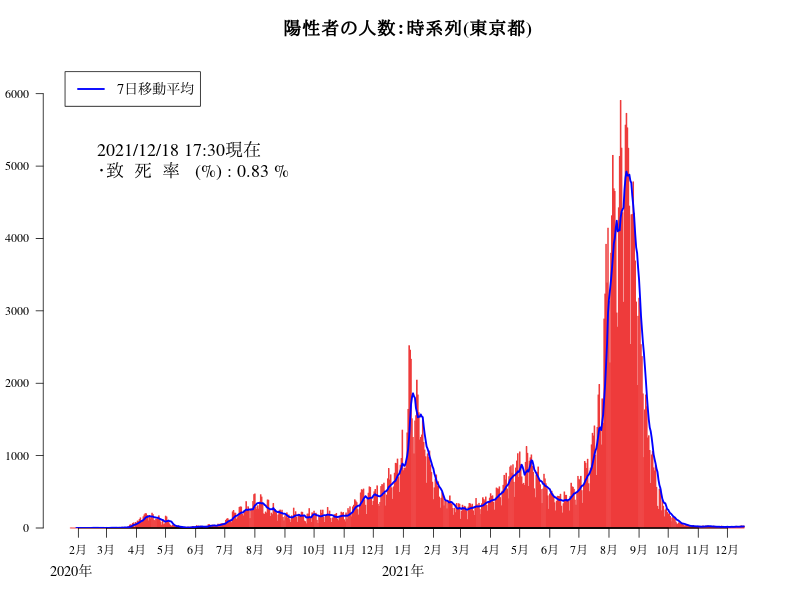 陽性者の人数:時系列(東京都)
7日移動平均
2021/12/18 17:30現在
・致 死 率 (%) : 0.83 %
6000
5000
4000
3000
2000
1000
0
2月 3月 4月 5月 6月 7月 8月 9月 10月 11月 12月 1月 2月 3月 4月 5月 6月 7月 8月 9月 10月 11月 12月
2020年 2021年